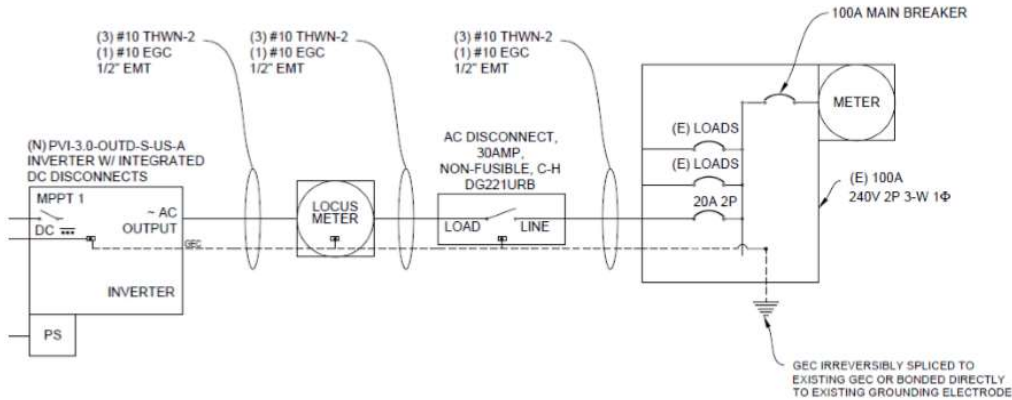 100A MAIN BREAKER
(3) #10 THWN-2
(1) #10 EGC
1/2" EMT
(3) #10 THWN-2
(1) #10 EGC
1/2" EMT
(3) #10 THWN-2
(1) #10 EGC
1/2" EMT
METER
(E) LOADS
(E) LOADS
20A 2P
(E) 100A
240V 2P 3-W 1Φ
AC DISCONNECT,
30AMP,
NON-FUSIBLE, C-H
DG221URB
LOAD
LINE
LOCUS
METER
(N) PVI-3.0-OUTD-S-US-A
INVERTER W/ INTEGRATED
DC DISCONNECTS
MPPT 1
DC
~ AC
OUTPUT
GEC
INVERTER
PS
GEC IRREVERSIBLY SPLICED TO
EXISTING GEC OR BONDED DIRECTLY
TO EXISTING GROUNDING ELECTRODE